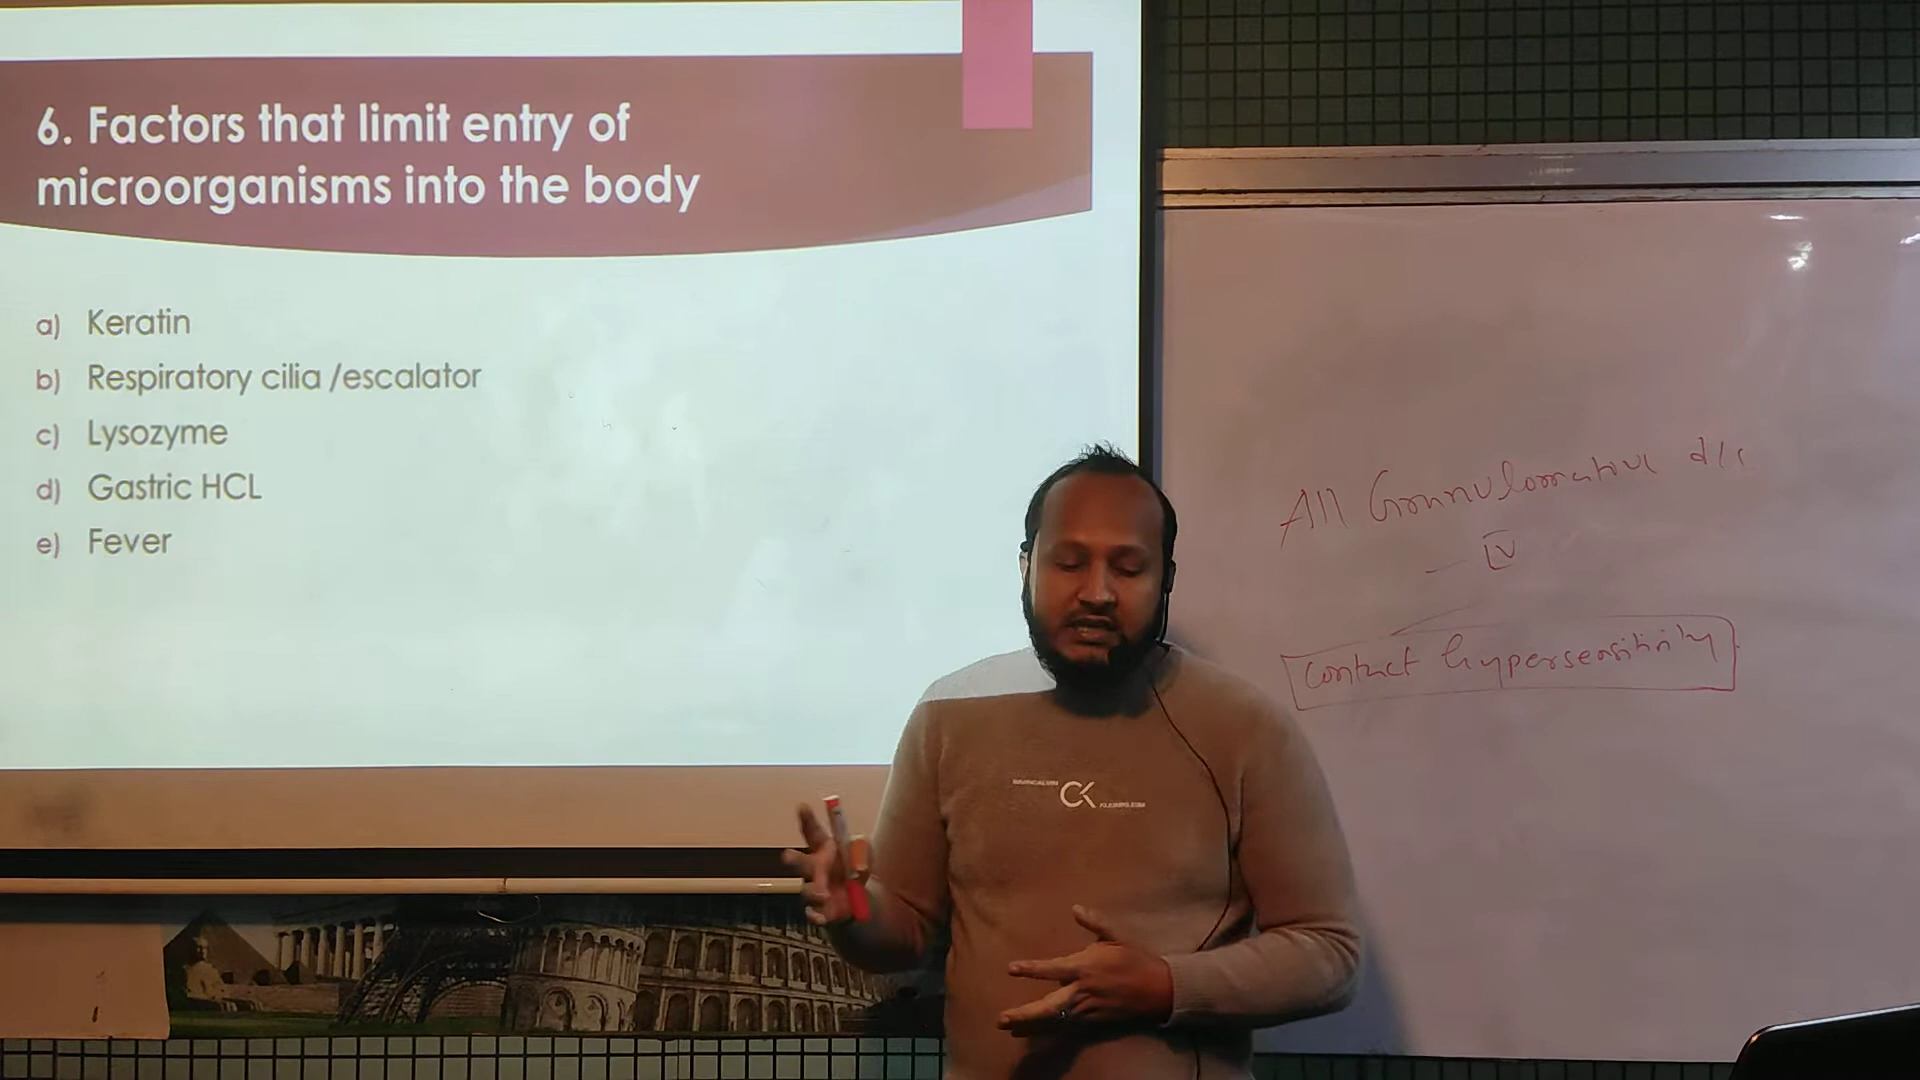 6. Factors that limit entry of
microorganisms into the body
a) Keratin
b) Respiratory cilia /escalator
c) Lysozyme
d) Gastric HCL
e) Fever
All Grannulomatous d/s
– IV
contact hypersensitivity
CK